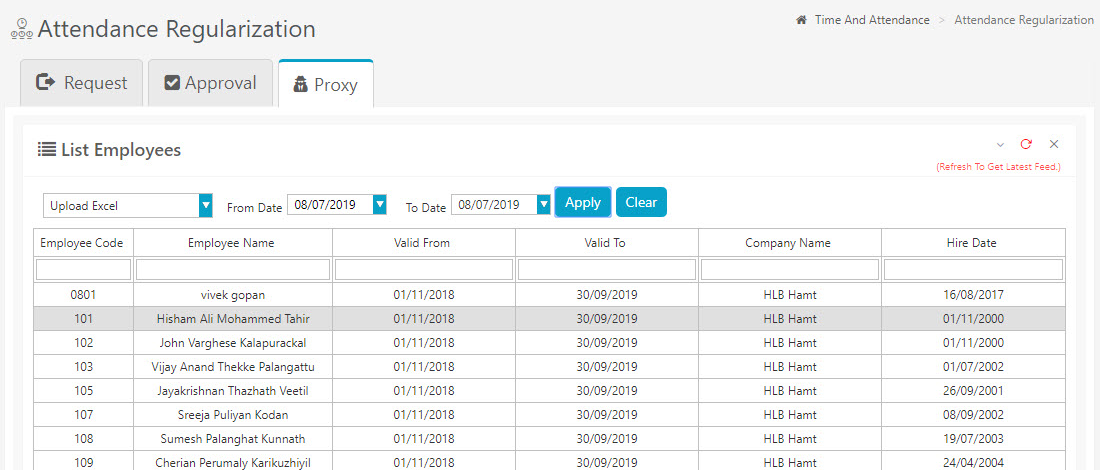 Attendance Regularization
Time And Attendance > Attendance Regularization
Request Approval Proxy
List Employees
(Refresh To Get Latest Feed.)
Upload Excel From Date 08/07/2019 To Date 08/07/2019 Apply Clear
Employee Code Employee Name Valid From Valid To Company Name Hire Date
0801 vivek gopan 01/11/2018 30/09/2019 HLB Hamt 16/08/2017
101 Hisham Ali Mohammed Tahir 01/11/2018 30/09/2019 HLB Hamt 01/11/2000
102 John Varghese Kalapurackal 01/11/2018 30/09/2019 HLB Hamt 01/11/2000
103 Vijay Anand Thekke Palangattu 01/11/2018 30/09/2019 HLB Hamt 01/07/2002
105 Jayakrishnan Thazhath Veetil 01/11/2018 30/09/2019 HLB Hamt 26/09/2001
107 Sreeja Puliyan Kodan 01/11/2018 30/09/2019 HLB Hamt 08/09/2002
108 Sumesh Palanghat Kunnath 01/11/2018 30/09/2019 HLB Hamt 19/07/2003
109 Cherian Perumaly Karikuzhiyil 01/11/2018 30/09/2019 HLB Hamt 24/04/2004